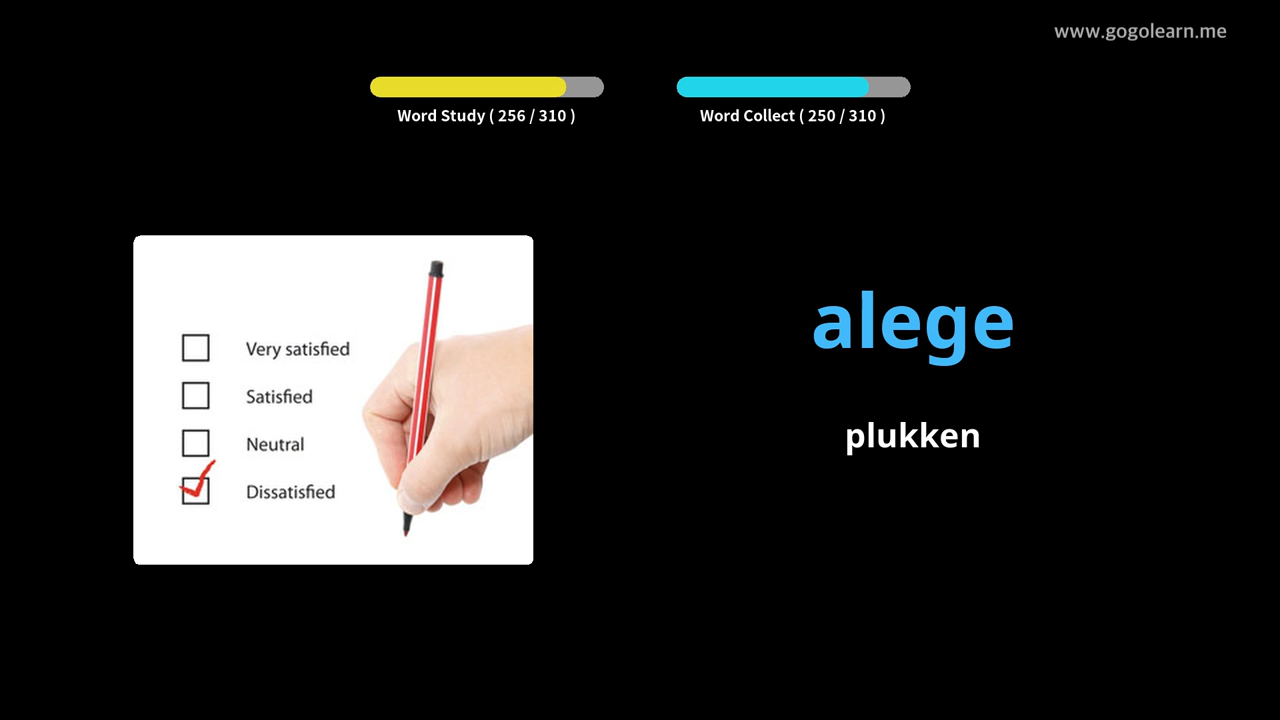 www.gogolearn.me
Word Study ( 256 / 310 )
Word Collect ( 250 / 310 )
Very satisfied
Satisfied
Neutral
Dissatisfied
alege
plukken